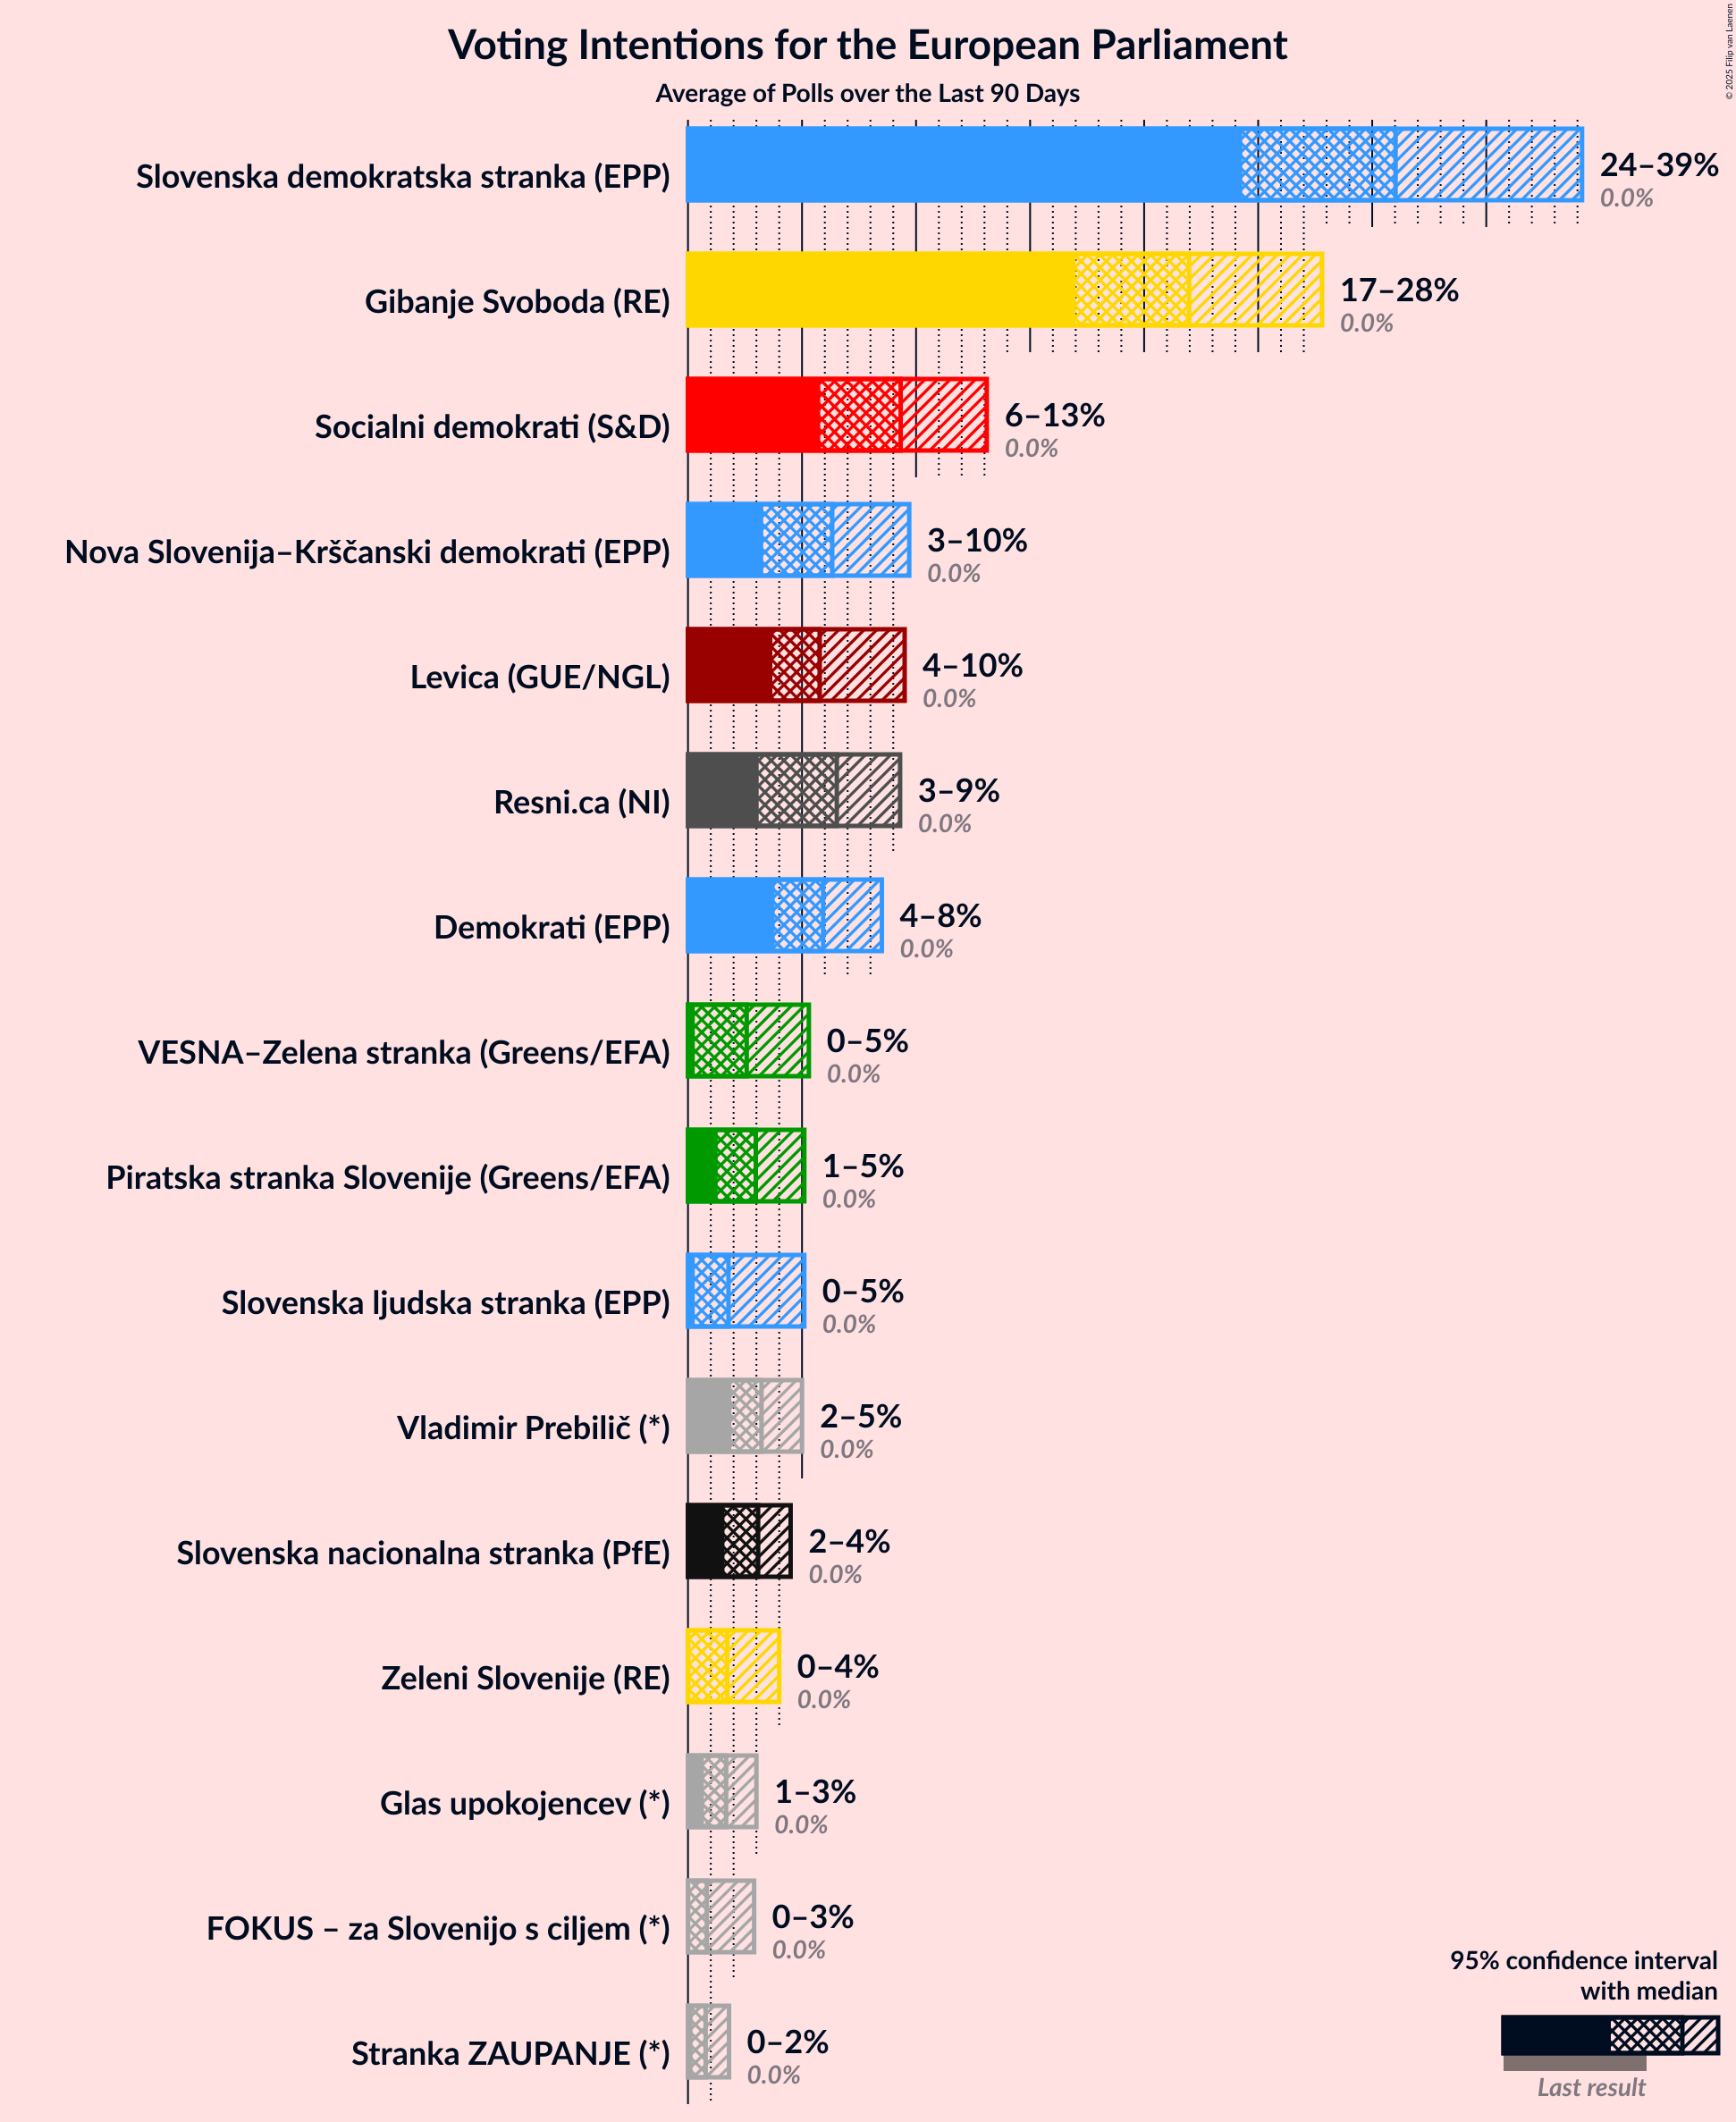 Voting Intentions for the European Parliament
Average of Polls over the Last 90 Days
© 2025 Filip van Laenen
Slovenska demokratska stranka (EPP)
24–39%
0.0%
Gibanje Svoboda (RE)
17–28%
0.0%
Socialni demokrati (S&D)
6–13%
0.0%
Nova Slovenija–Krščanski demokrati (EPP)
3–10%
0.0%
Levica (GUE/NGL)
4–10%
0.0%
Resni.ca (NI)
3–9%
0.0%
Demokrati (EPP)
4–8%
0.0%
VESNA–Zelena stranka (Greens/EFA)
0–5%
0.0%
Piratska stranka Slovenije (Greens/EFA)
1–5%
0.0%
Slovenska ljudska stranka (EPP)
0–5%
0.0%
Vladimir Prebilič (*)
2–5%
0.0%
Slovenska nacionalna stranka (PfE)
2–4%
0.0%
Zeleni Slovenije (RE)
0–4%
0.0%
Glas upokojencev (*)
1–3%
0.0%
FOKUS – za Slovenijo s ciljem (*)
0–3%
0.0%
Stranka ZAUPANJE (*)
0–2%
0.0%
95% confidence interval
with median
Last result